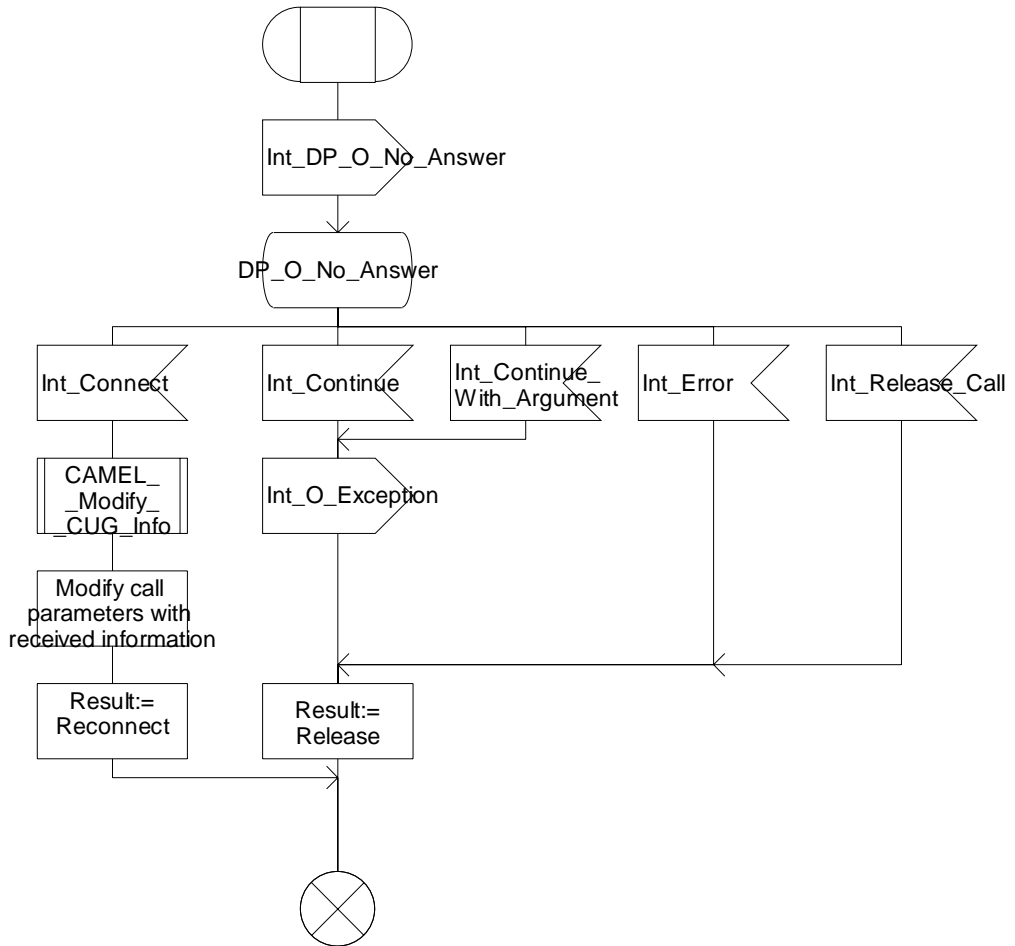 Int_DP_O_No_Answer
DP_O_No_Answer
Int_Connect
Int_Continue
Int_Continue_
With_Argument
Int_Error
Int_Release_Call
CAMEL_
_Modify_
_CUG_Info
Int_O_Exception
Modify call
parameters with
received information
Result:=
Reconnect
Result:=
Release